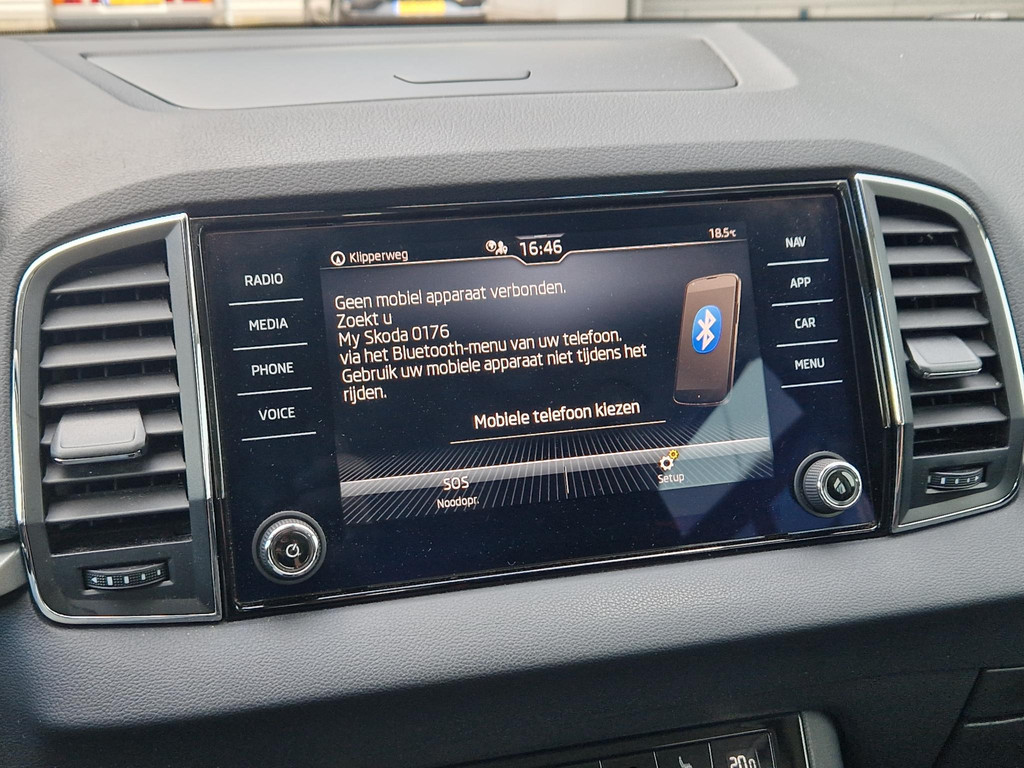 RADIO
MEDIA
PHONE
VOICE
Klipperweg
16:46
18.5°C
Geen mobiel apparaat verbonden.
Zoekt u
My Skoda 0176
via het Bluetooth-menu van uw telefoon.
Gebruik uw mobiele apparaat niet tijdens het
rijden.
Mobiele telefoon kiezen
SOS
Noodopr.
Setup
NAV
APP
CAR
MENU